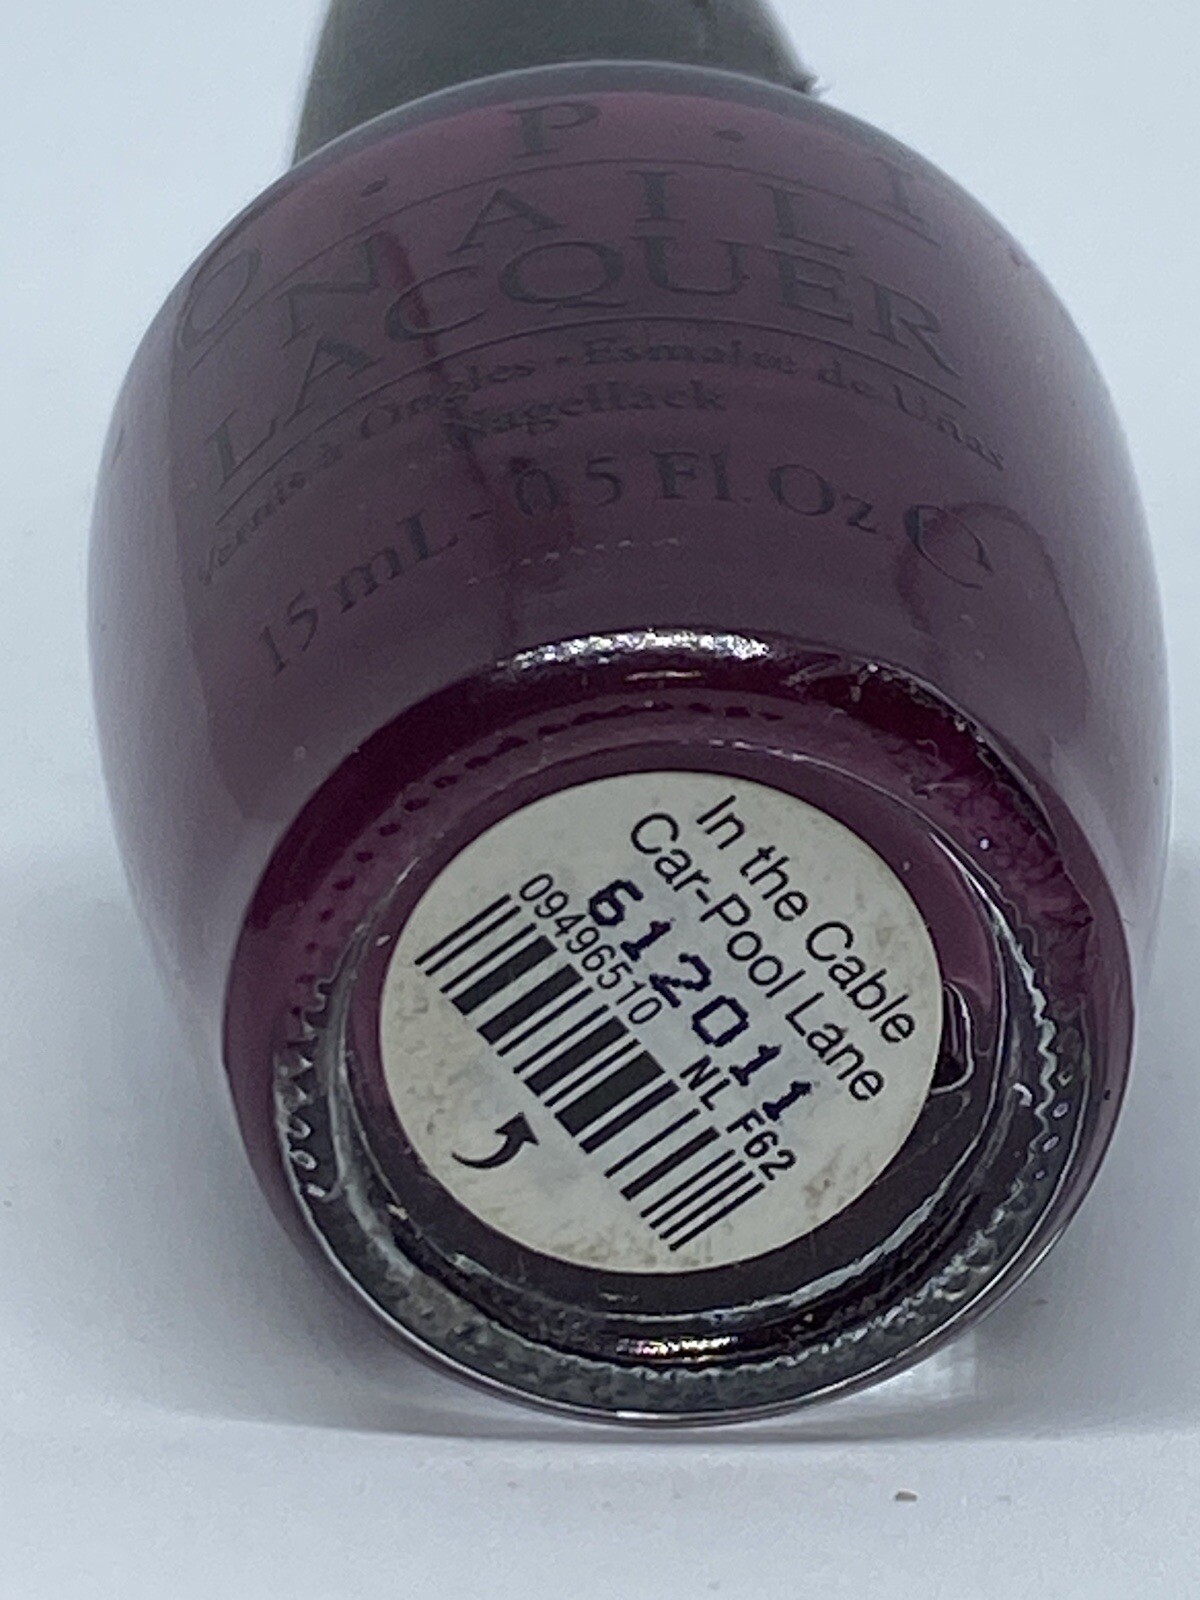 O • P • I
NAIL
LACQUER
Vernis à Ongles - Esmalte de Uñas
Nagellack
15 mL - 0.5 Fl. Oz. ℮
In the Cable
Car-Pool Lane
6122011
09496510 NL F62